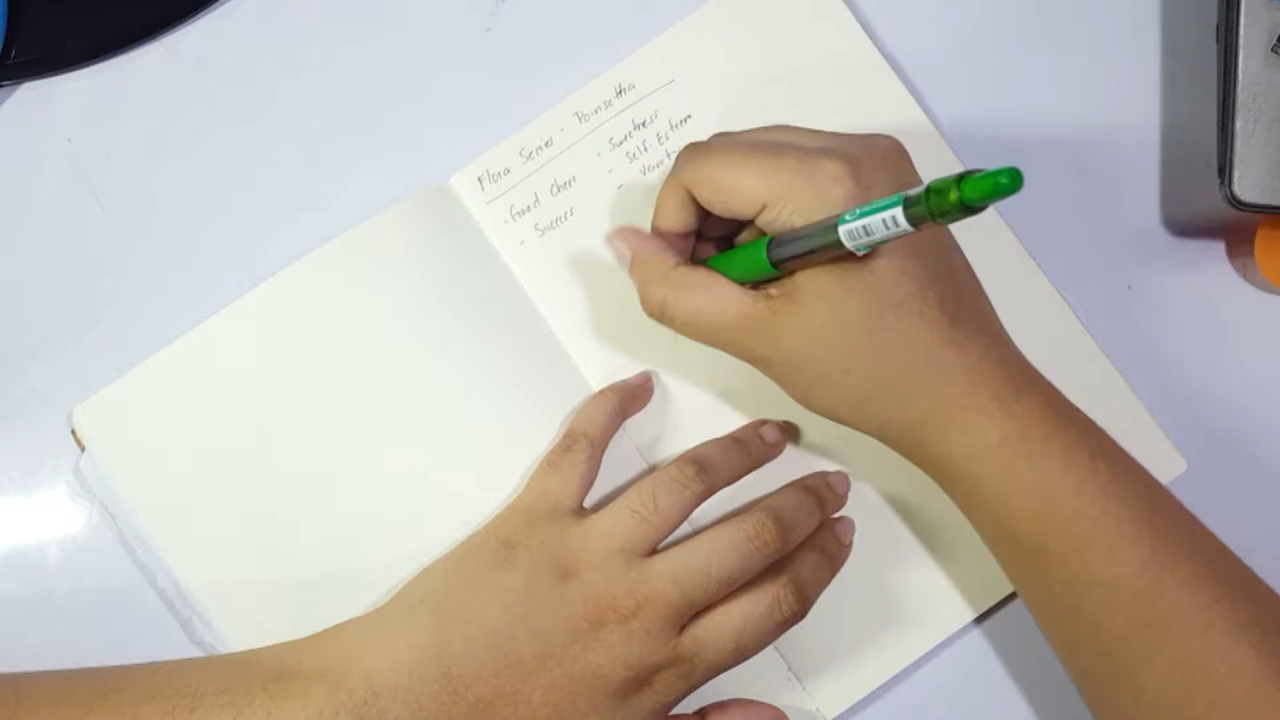 Flora Series - Poinsettia
- Good Cheer
- Success
- Sweetness
- Self-Esteem